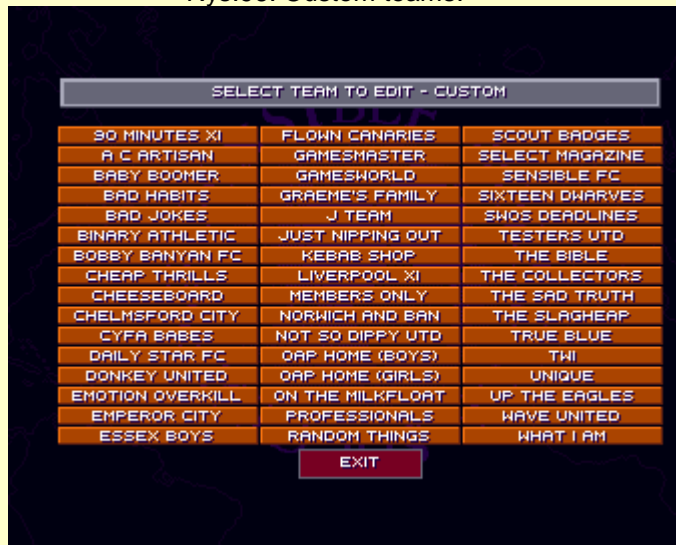 SELECT TEAM TO EDIT - CUSTOM
90 MINUTES XI FLOWN CANARIES SCOUT BADGES
A C ARTISAN GAMESMASTER SELECT MAGAZINE
BABY BOOMER GAMESWORLD SENSIBLE FC
BAD HABITS GRAEME'S FAMILY SIXTEEN DWARVES
BAD JOKES J TEAM SWOS DEADLINES
BINARY ATHLETIC JUST NIPPING OUT TESTERS UTD
BOBBY BANYAN FC KEBAB SHOP THE BIBLE
CHEAP THRILLS LIVERPOOL XI THE COLLECTORS
CHEESEBOARD MEMBERS ONLY THE SAD TRUTH
CHELMSFORD CITY NORWICH AND BAN THE SLAGHEAP
CYFA BABES NOT SO DIPPY UTD TRUE BLUE
DAILY STAR FC OAP HOME (BOYS) TWI
DONKEY UNITED OAP HOME (GIRLS) UNIQUE
EMOTION OVERKILL ON THE MILKFLOAT UP THE EAGLES
EMPEROR CITY PROFESSIONALS WAVE UNITED
ESSEX BOYS RANDOM THINGS WHAT I AM
EXIT